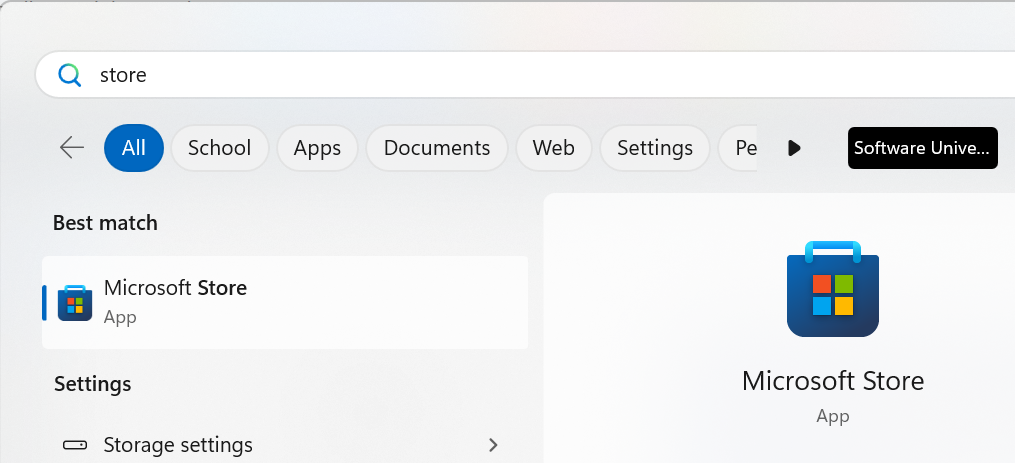 store
All
School
Apps
Documents
Web
Settings
Pe
Software Unive...
Best match
Microsoft Store
App
Settings
Storage settings
Microsoft Store
App